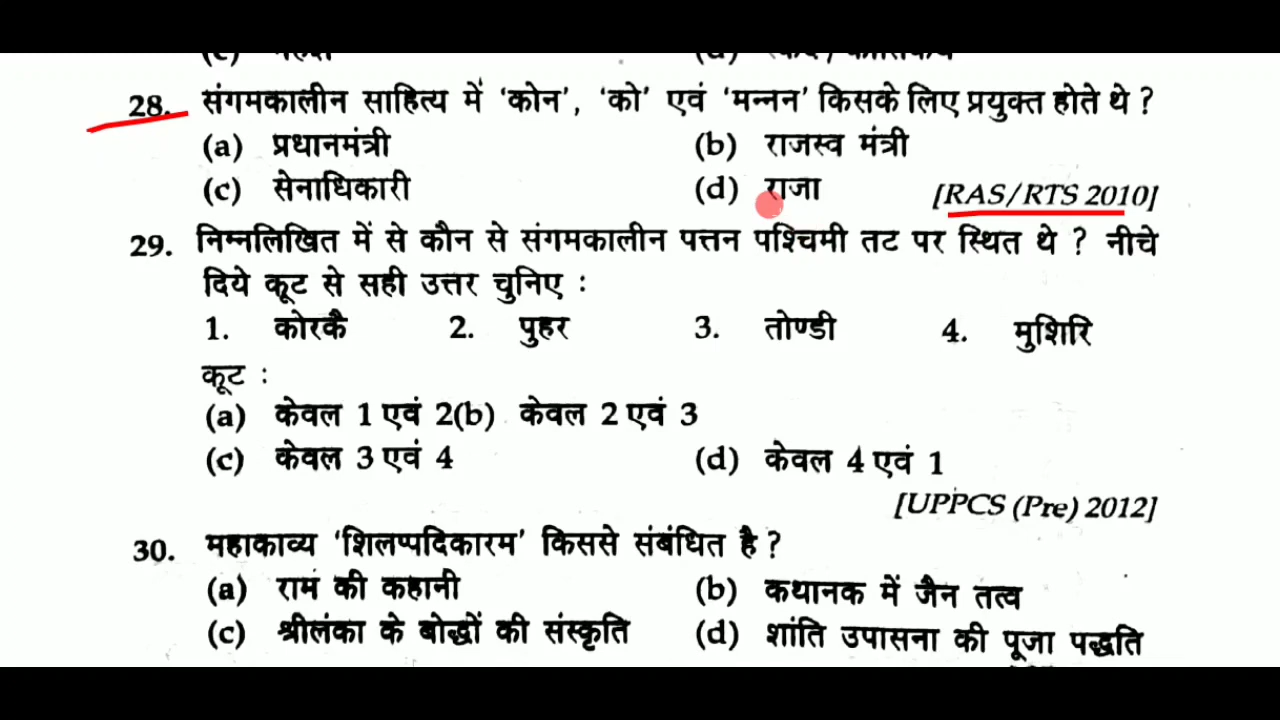 28. संगमकालीन साहित्य में ‘कोन’, ‘को’ एवं ‘मन्नन’ किसके लिए प्रयुक्त होते थे ?
(a) प्रधानमंत्री (b) राजस्व मंत्री
(c) सेनाधिकारी (d) राजा [RAS/RTS 2010]
29. निम्नलिखित में से कौन से संगमकालीन पत्तन पश्चिमी तट पर स्थित थे ? नीचे
दिये कूट से सही उत्तर चुनिए :
1. कोरकै 2. पुहर 3. तोण्डी 4. मुशिरि
कूट :
(a) केवल 1 एवं 2(b) केवल 2 एवं 3
(c) केवल 3 एवं 4 (d) केवल 4 एवं 1
[UPPCS (Pre) 2012]
30. महाकाव्य ‘शिलप्पदिकारम’ किससे संबंधित है ?
(a) राम की कहानी (b) कथानक में जैन तत्व
(c) श्रीलंका के बोद्धों की संस्कृति (d) शांति उपासना की पूजा पद्धति